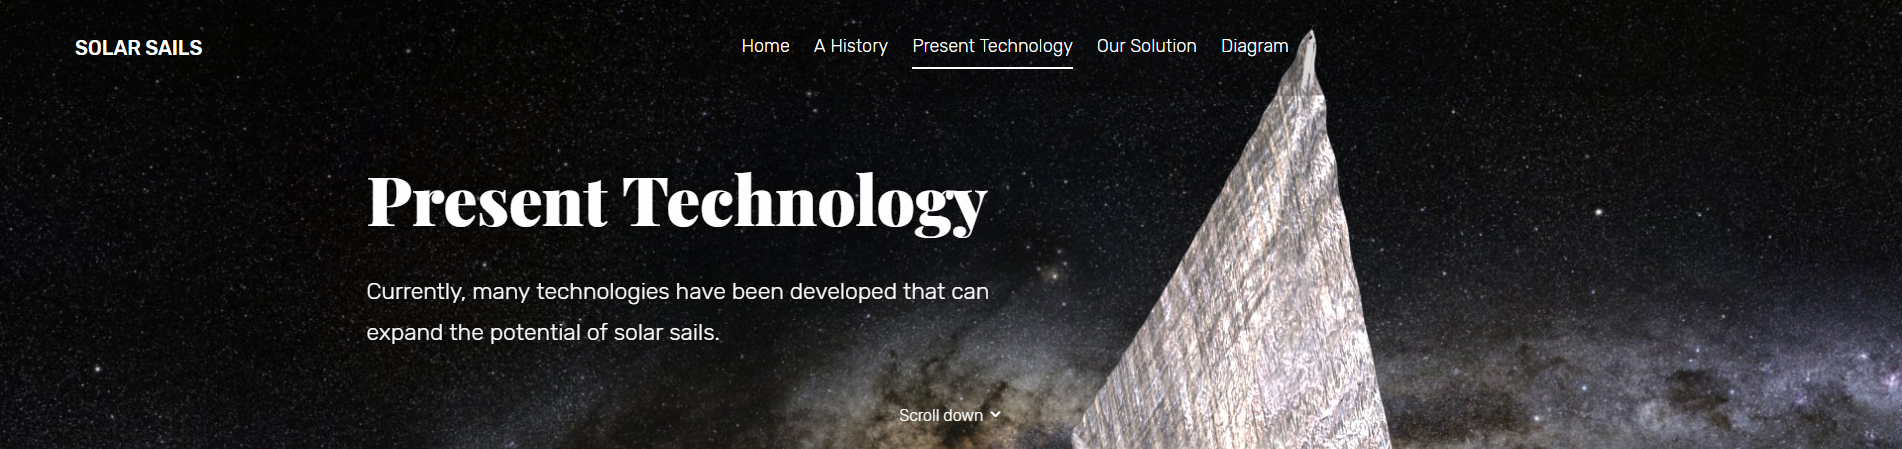 SOLAR SAILS
Home A History Present Technology Our Solution Diagram
Present Technology
Currently, many technologies have been developed that can
expand the potential of solar sails.
Scroll down